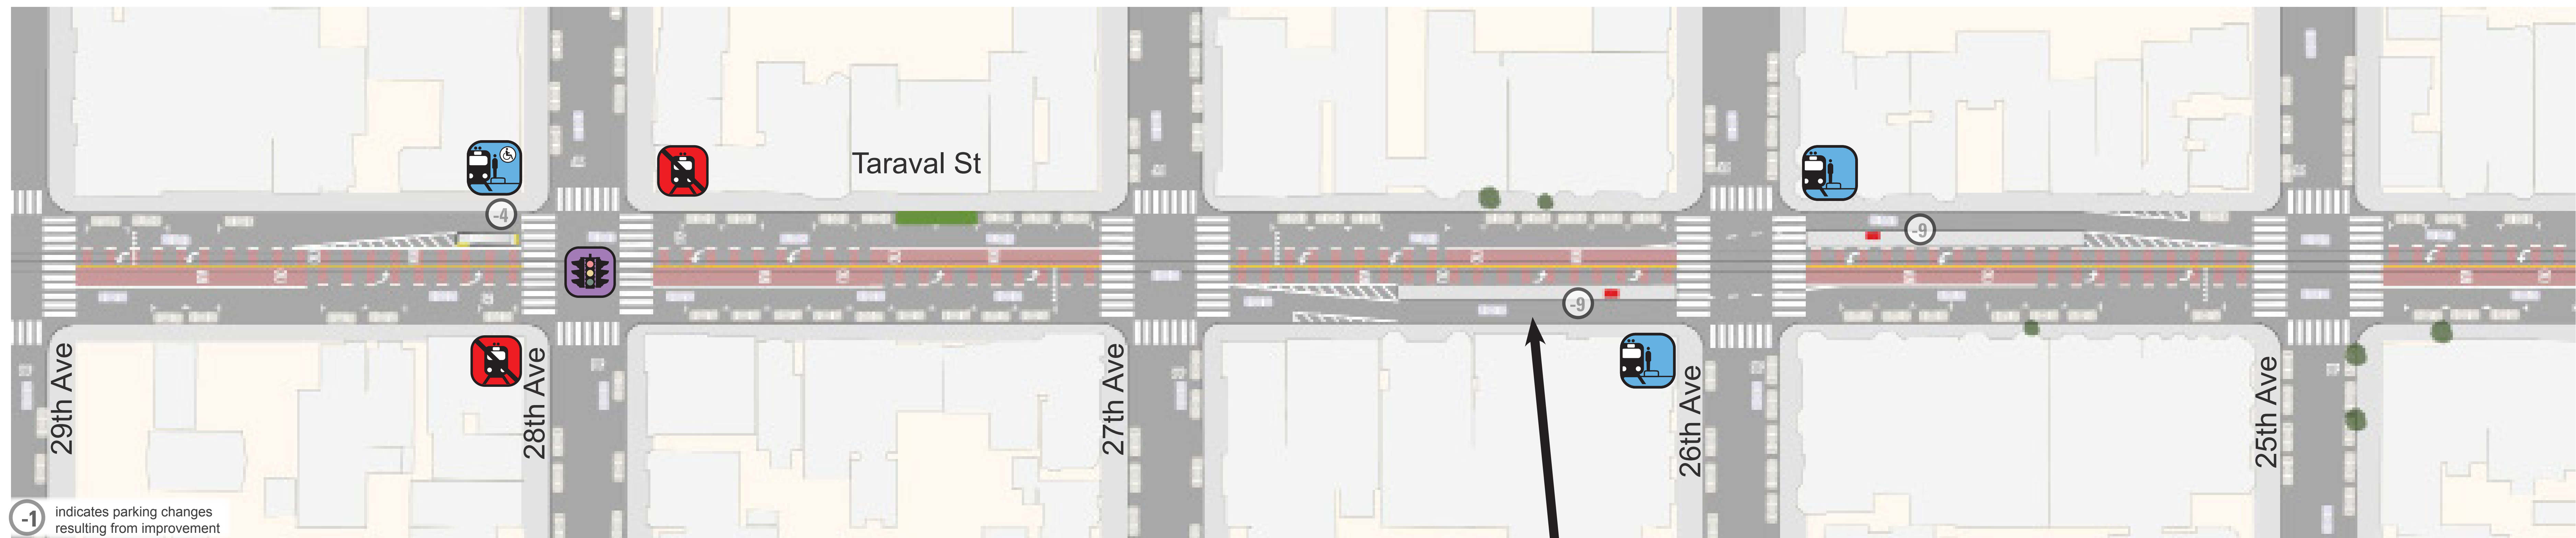 Taraval St
-4
-9
-9
29th Ave
28th Ave
27th Ave
26th Ave
25th Ave
-1
indicates parking changes
resulting from improvement